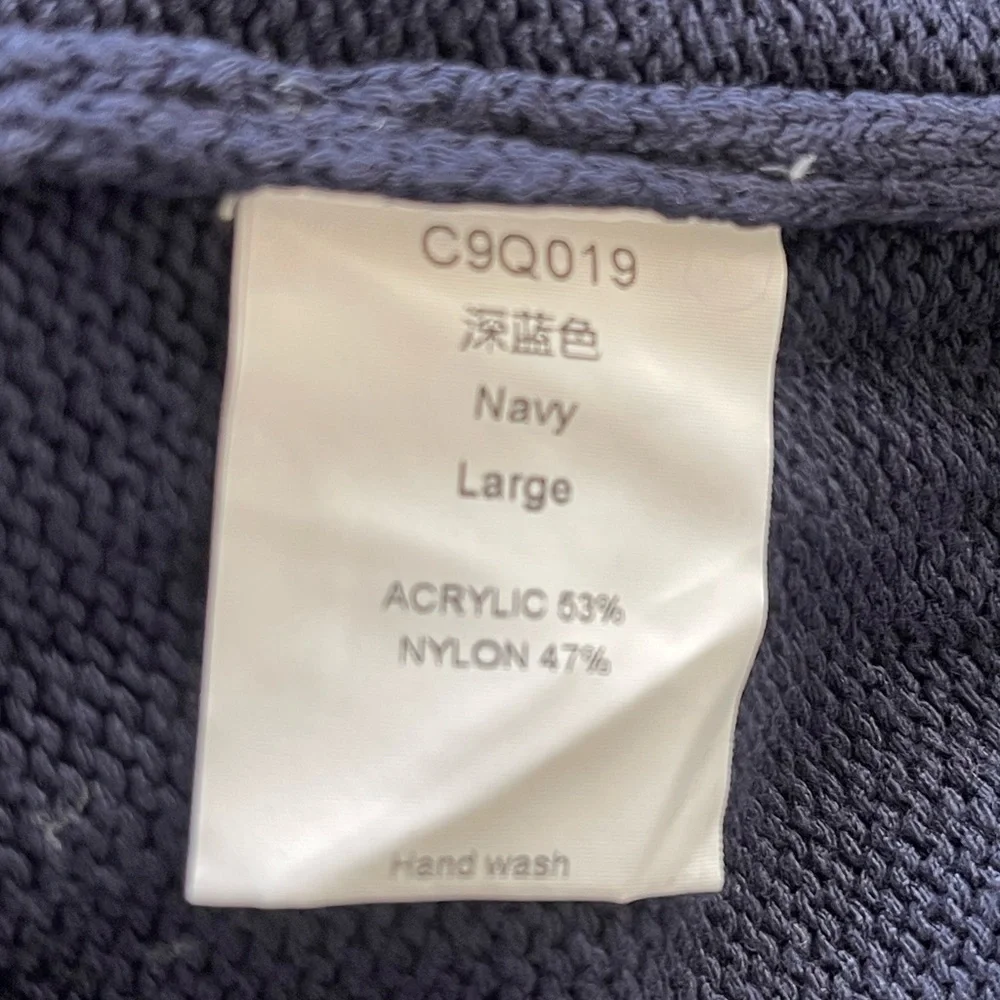 C9Q019
深蓝色
Navy
Large
ACRYLIC 53%
NYLON 47%
Hand wash